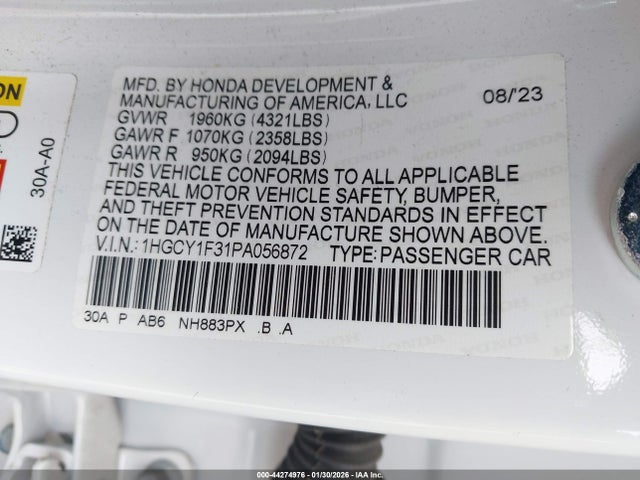 ON
30A-A0
MFD. BY HONDA DEVELOPMENT &
MANUFACTURING OF AMERICA, LLC 08/'23
GVWR 1960KG (4321LBS)
GAWR F 1070KG (2358LBS)
GAWR R 950KG (2094LBS)
THIS VEHICLE CONFORMS TO ALL APPLICABLE
FEDERAL MOTOR VEHICLE SAFETY, BUMPER,
AND THEFT PREVENTION STANDARDS IN EFFECT
ON THE DATE OF MANUFACTURE SHOWN ABOVE.
V.I.N.: 1HGCY1F31PA056872 TYPE: PASSENGER CAR
30A P AB6 NH883PX .B .A
000-44274976 - 01/30/2026 - IAA Inc.